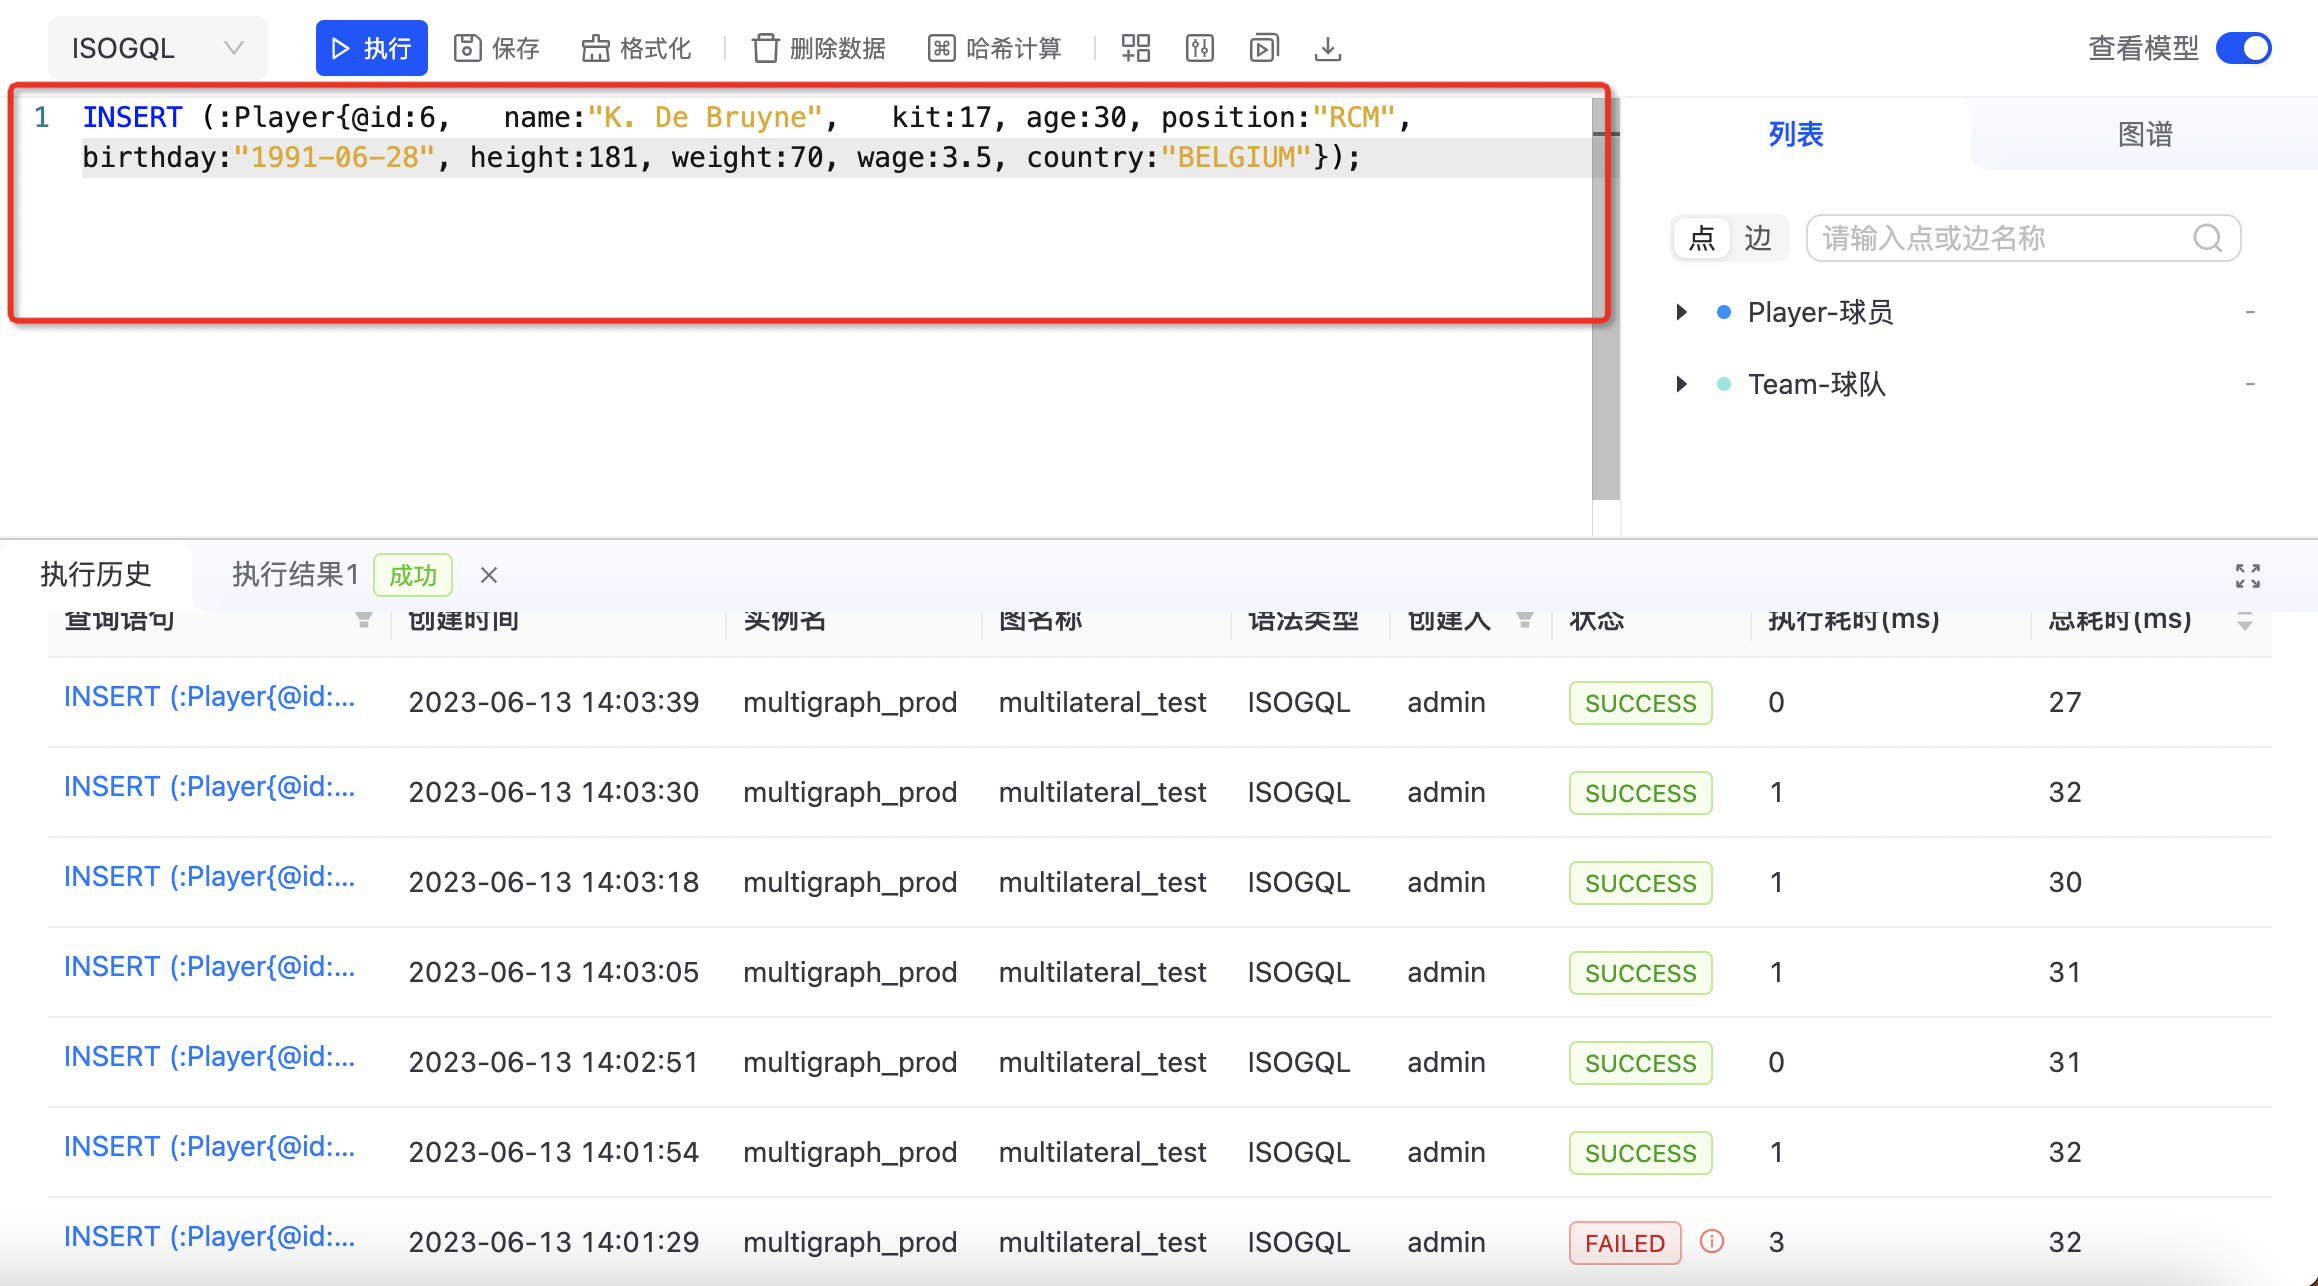 ISOGQL 执行 保存 格式化 删除数据 哈希计算 查看模型
1 INSERT (:Player{@id:6, name:"K. De Bruyne", kit:17, age:30, position:"RCM",
birthday:"1991-06-28", height:181, weight:70, wage:3.5, country:"BELGIUM"});
列表 图谱
点 边 请输入点或边名称
Player-球员 -
Team-球队 -
执行历史 执行结果1 成功
查询语句 创建时间 实例名 图名称 语法类型 创建人 状态 执行耗时(ms) 总耗时(ms)
INSERT (:Player{@id:... 2023-06-13 14:03:39 multigraph_prod multilateral_test ISOGQL admin SUCCESS 0 27
INSERT (:Player{@id:... 2023-06-13 14:03:30 multigraph_prod multilateral_test ISOGQL admin SUCCESS 1 32
INSERT (:Player{@id:... 2023-06-13 14:03:18 multigraph_prod multilateral_test ISOGQL admin SUCCESS 1 30
INSERT (:Player{@id:... 2023-06-13 14:03:05 multigraph_prod multilateral_test ISOGQL admin SUCCESS 1 31
INSERT (:Player{@id:... 2023-06-13 14:02:51 multigraph_prod multilateral_test ISOGQL admin SUCCESS 0 31
INSERT (:Player{@id:... 2023-06-13 14:01:54 multigraph_prod multilateral_test ISOGQL admin SUCCESS 1 32
INSERT (:Player{@id:... 2023-06-13 14:01:29 multigraph_prod multilateral_test ISOGQL admin FAILED 3 32